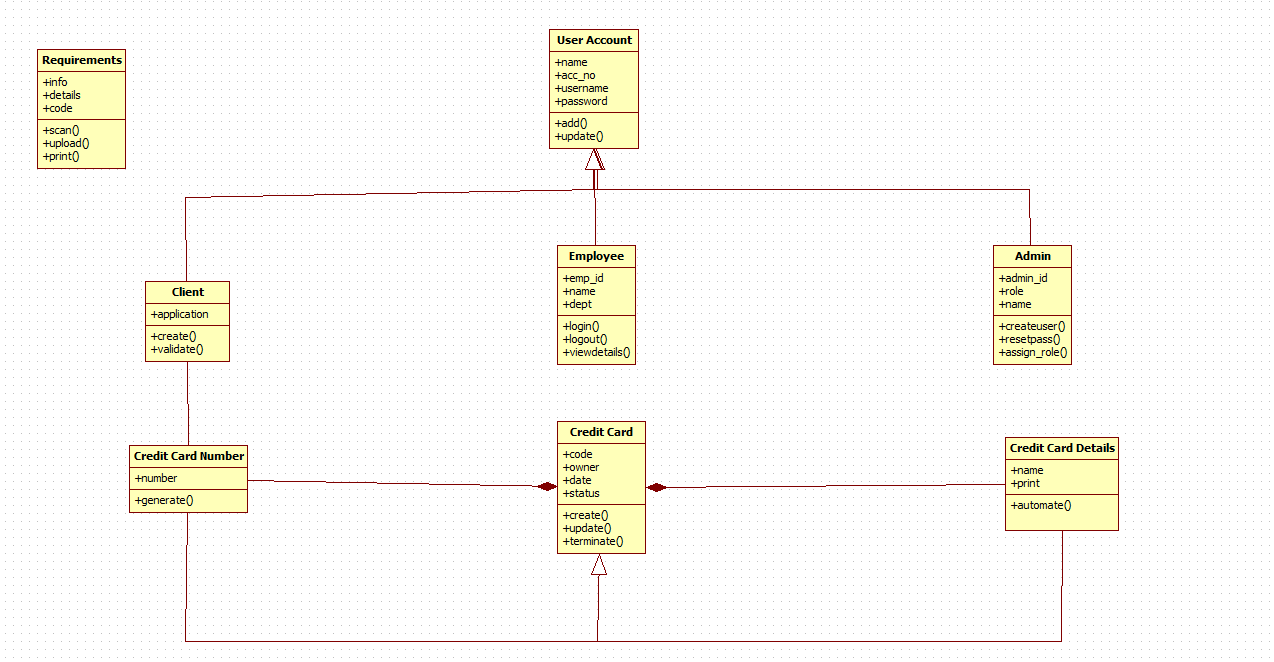 User Account
+name
+acc_no
+username
+password
+add()
+update()
Requirements
+info
+details
+code
+scan()
+upload()
+print()
Client
+application
+create()
+validate()
Employee
+emp_id
+name
+dept
+login()
+logout()
+viewdetails()
Admin
+admin_id
+role
+name
+createuser()
+resetpass()
+assign_role()
Credit Card Number
+number
+generate()
Credit Card
+code
+owner
+date
+status
+create()
+update()
+terminate()
Credit Card Details
+name
+print
+automate()